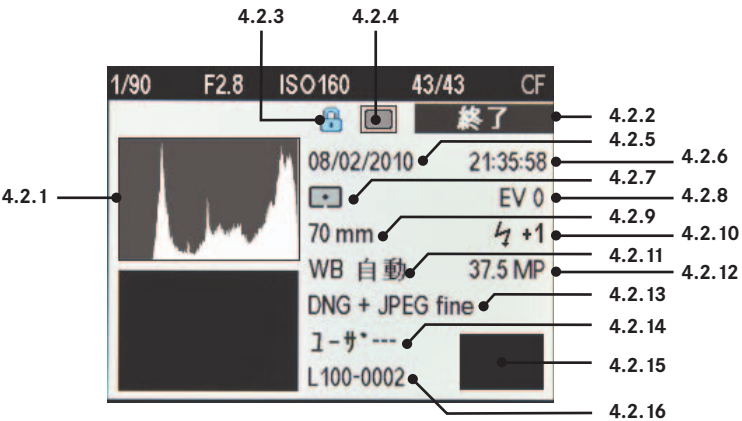 4.2.3 4.2.4
1/90 F2.8 ISO160 43/43 CF
終了 4.2.2
4.2.5
08/02/2010 21:35:58 4.2.6
4.2.7
EV 0 4.2.8
4.2.1
4.2.9
70 mm +1 4.2.10
4.2.11
WB 自動 37.5 MP 4.2.12
DNG + JPEG fine 4.2.13
ユーザ゛--- 4.2.14
4.2.15
L100-0002
4.2.16